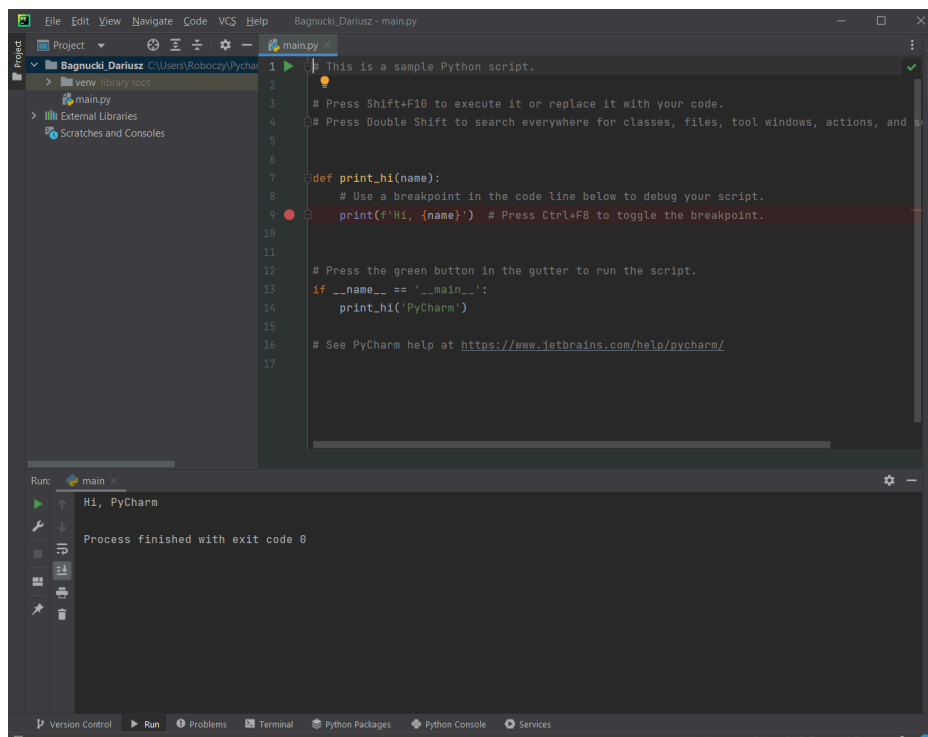 File Edit View Navigate Code VCS Help Bagnucki_Dariusz - main.py
Project
Project
main.py
Bagnucki_Dariusz C:\Users\Roboczy\Pychar
venv library root
main.py
External Libraries
Scratches and Consoles
1 # This is a sample Python script.
2
3 # Press Shift+F10 to execute it or replace it with your code.
4 # Press Double Shift to search everywhere for classes, files, tool windows, actions, and s
5
6
7 def print_hi(name):
8 # Use a breakpoint in the code line below to debug your script.
9 print(f'Hi, {name}') # Press Ctrl+F8 to toggle the breakpoint.
10
11
12 # Press the green button in the gutter to run the script.
13 if __name__ == '__main__':
14 print_hi('PyCharm')
15
16 # See PyCharm help at https://www.jetbrains.com/help/pycharm/
17
Run: main
Hi, PyCharm
Process finished with exit code 0
Version Control Run Problems Terminal Python Packages Python Console Services